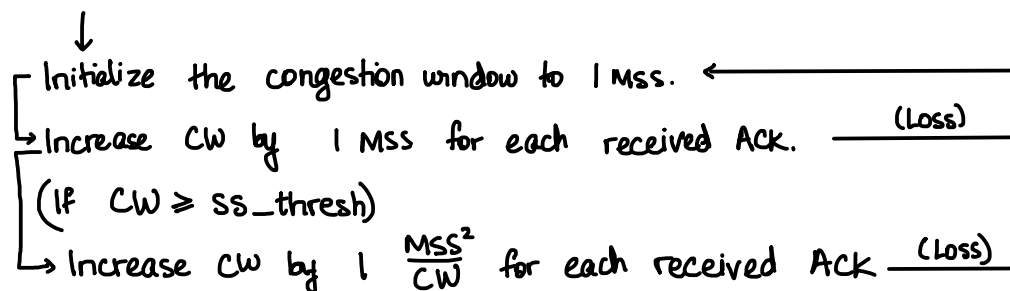 Initialize the congestion window to 1 MSS.
Increase CW by 1 MSS for each received Ack. (Loss)
(If CW ≥ ss_thresh)
Increase CW by 1 MSS²/CW for each received ACK (Loss)